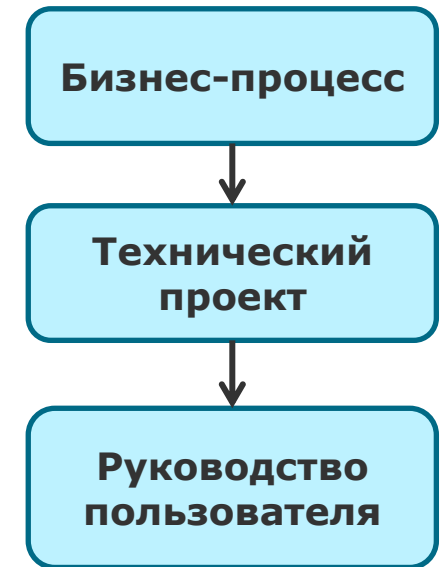 Бизнес-процесс
Технический
проект
Руководство
пользователя